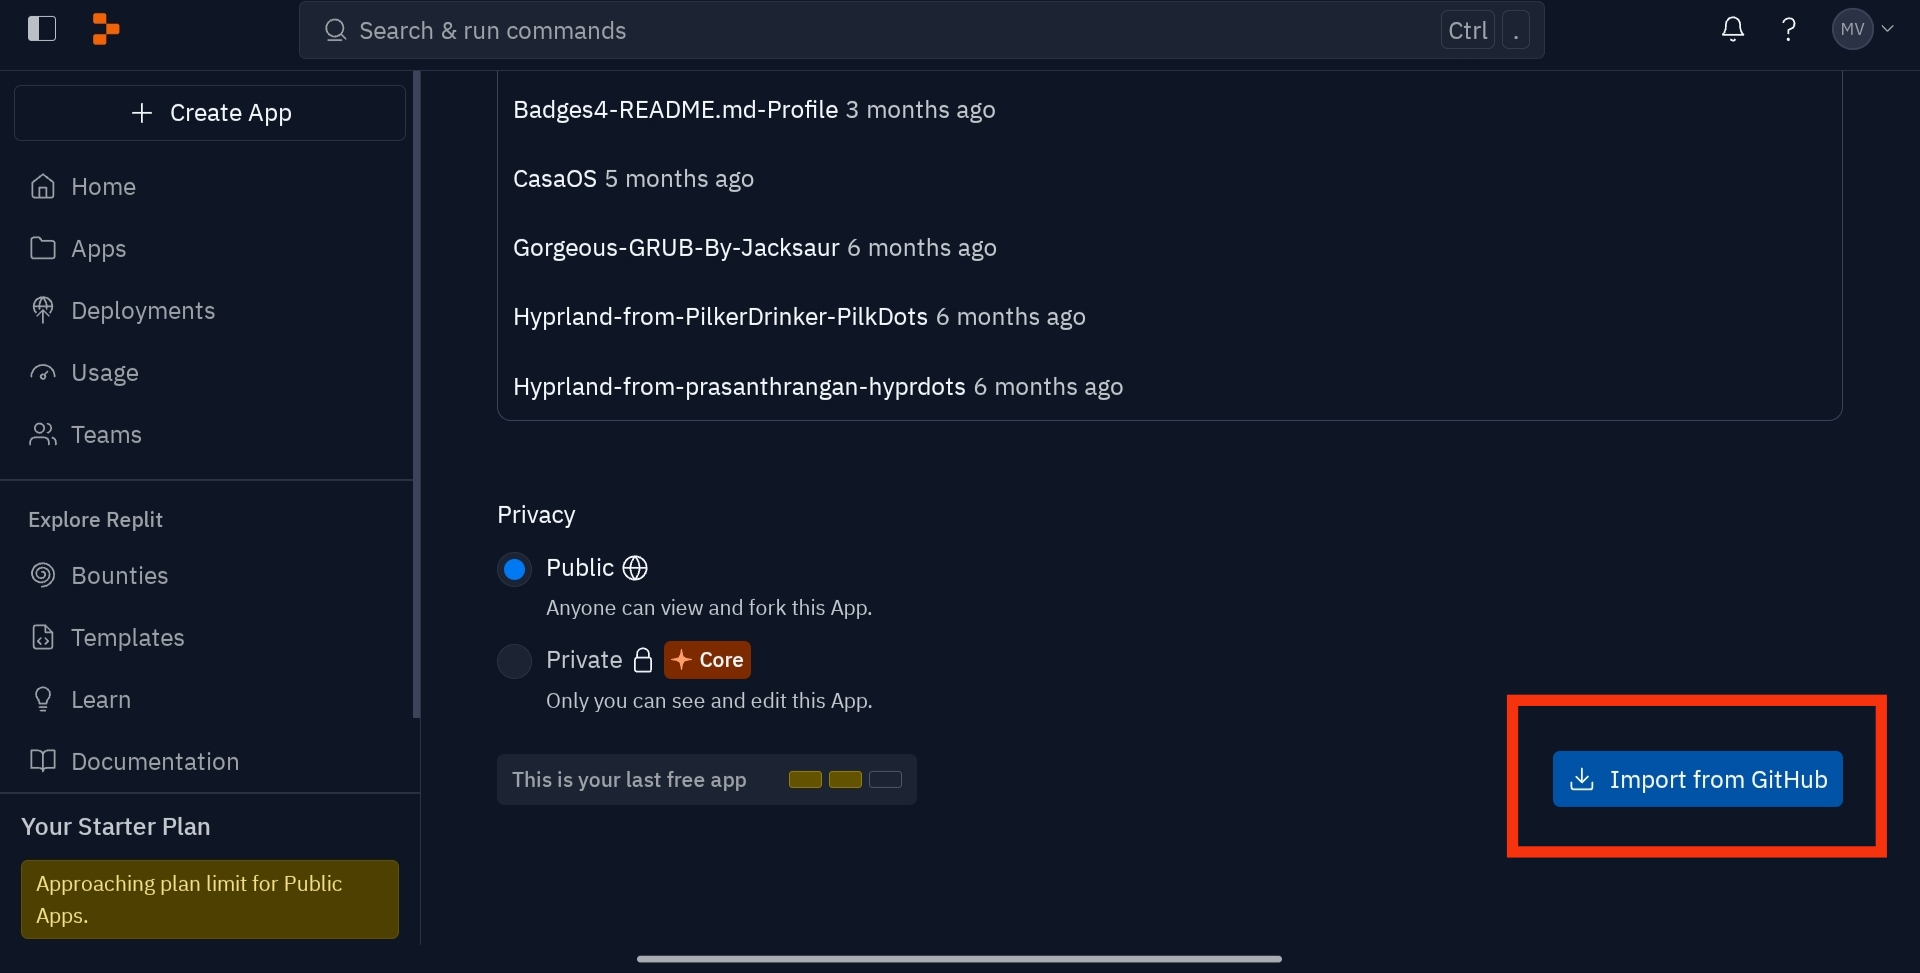 Search & run commands
Ctrl .
MV
Create App
Home
Apps
Deployments
Usage
Teams
Explore Replit
Bounties
Templates
Learn
Documentation
Your Starter Plan
Approaching plan limit for Public
Apps.
Badges4-README.md-Profile 3 months ago
CasaOS 5 months ago
Gorgeous-GRUB-By-Jacksaur 6 months ago
Hyprland-from-PilkerDrinker-PilkDots 6 months ago
Hyprland-from-prasanthrangan-hyprdots 6 months ago
Privacy
Public
Anyone can view and fork this App.
Private Core
Only you can see and edit this App.
This is your last free app
Import from GitHub